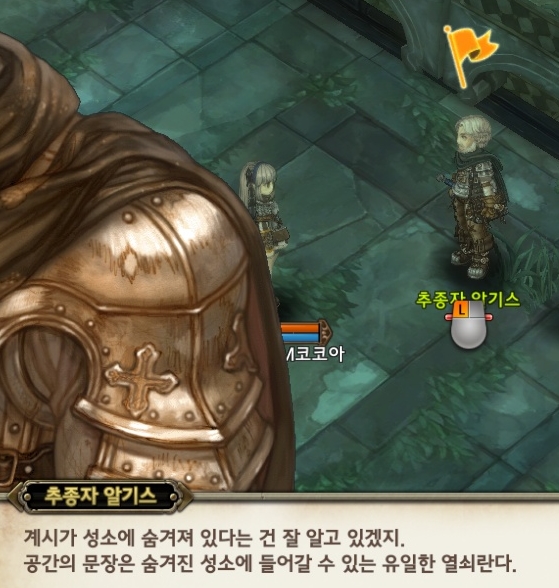 추종자 알기스
L
M코코아
추종자 알기스
계시가 성소에 숨겨져 있다는 건 잘 알고 있겠지.
공간의 문장은 숨겨진 성소에 들어갈 수 있는 유일한 열쇠란다.